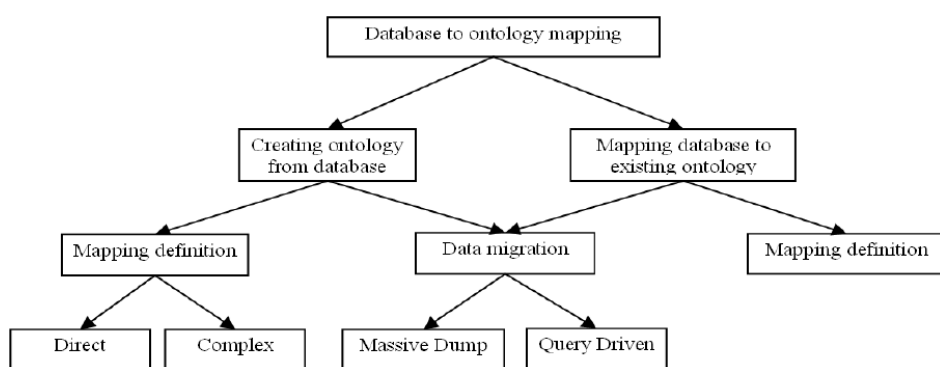 Database to ontology mapping
Creating ontology
from database
Mapping database to
existing ontology
Mapping definition
Data migration
Mapping definition
Direct
Complex
Massive Dump
Query Driven